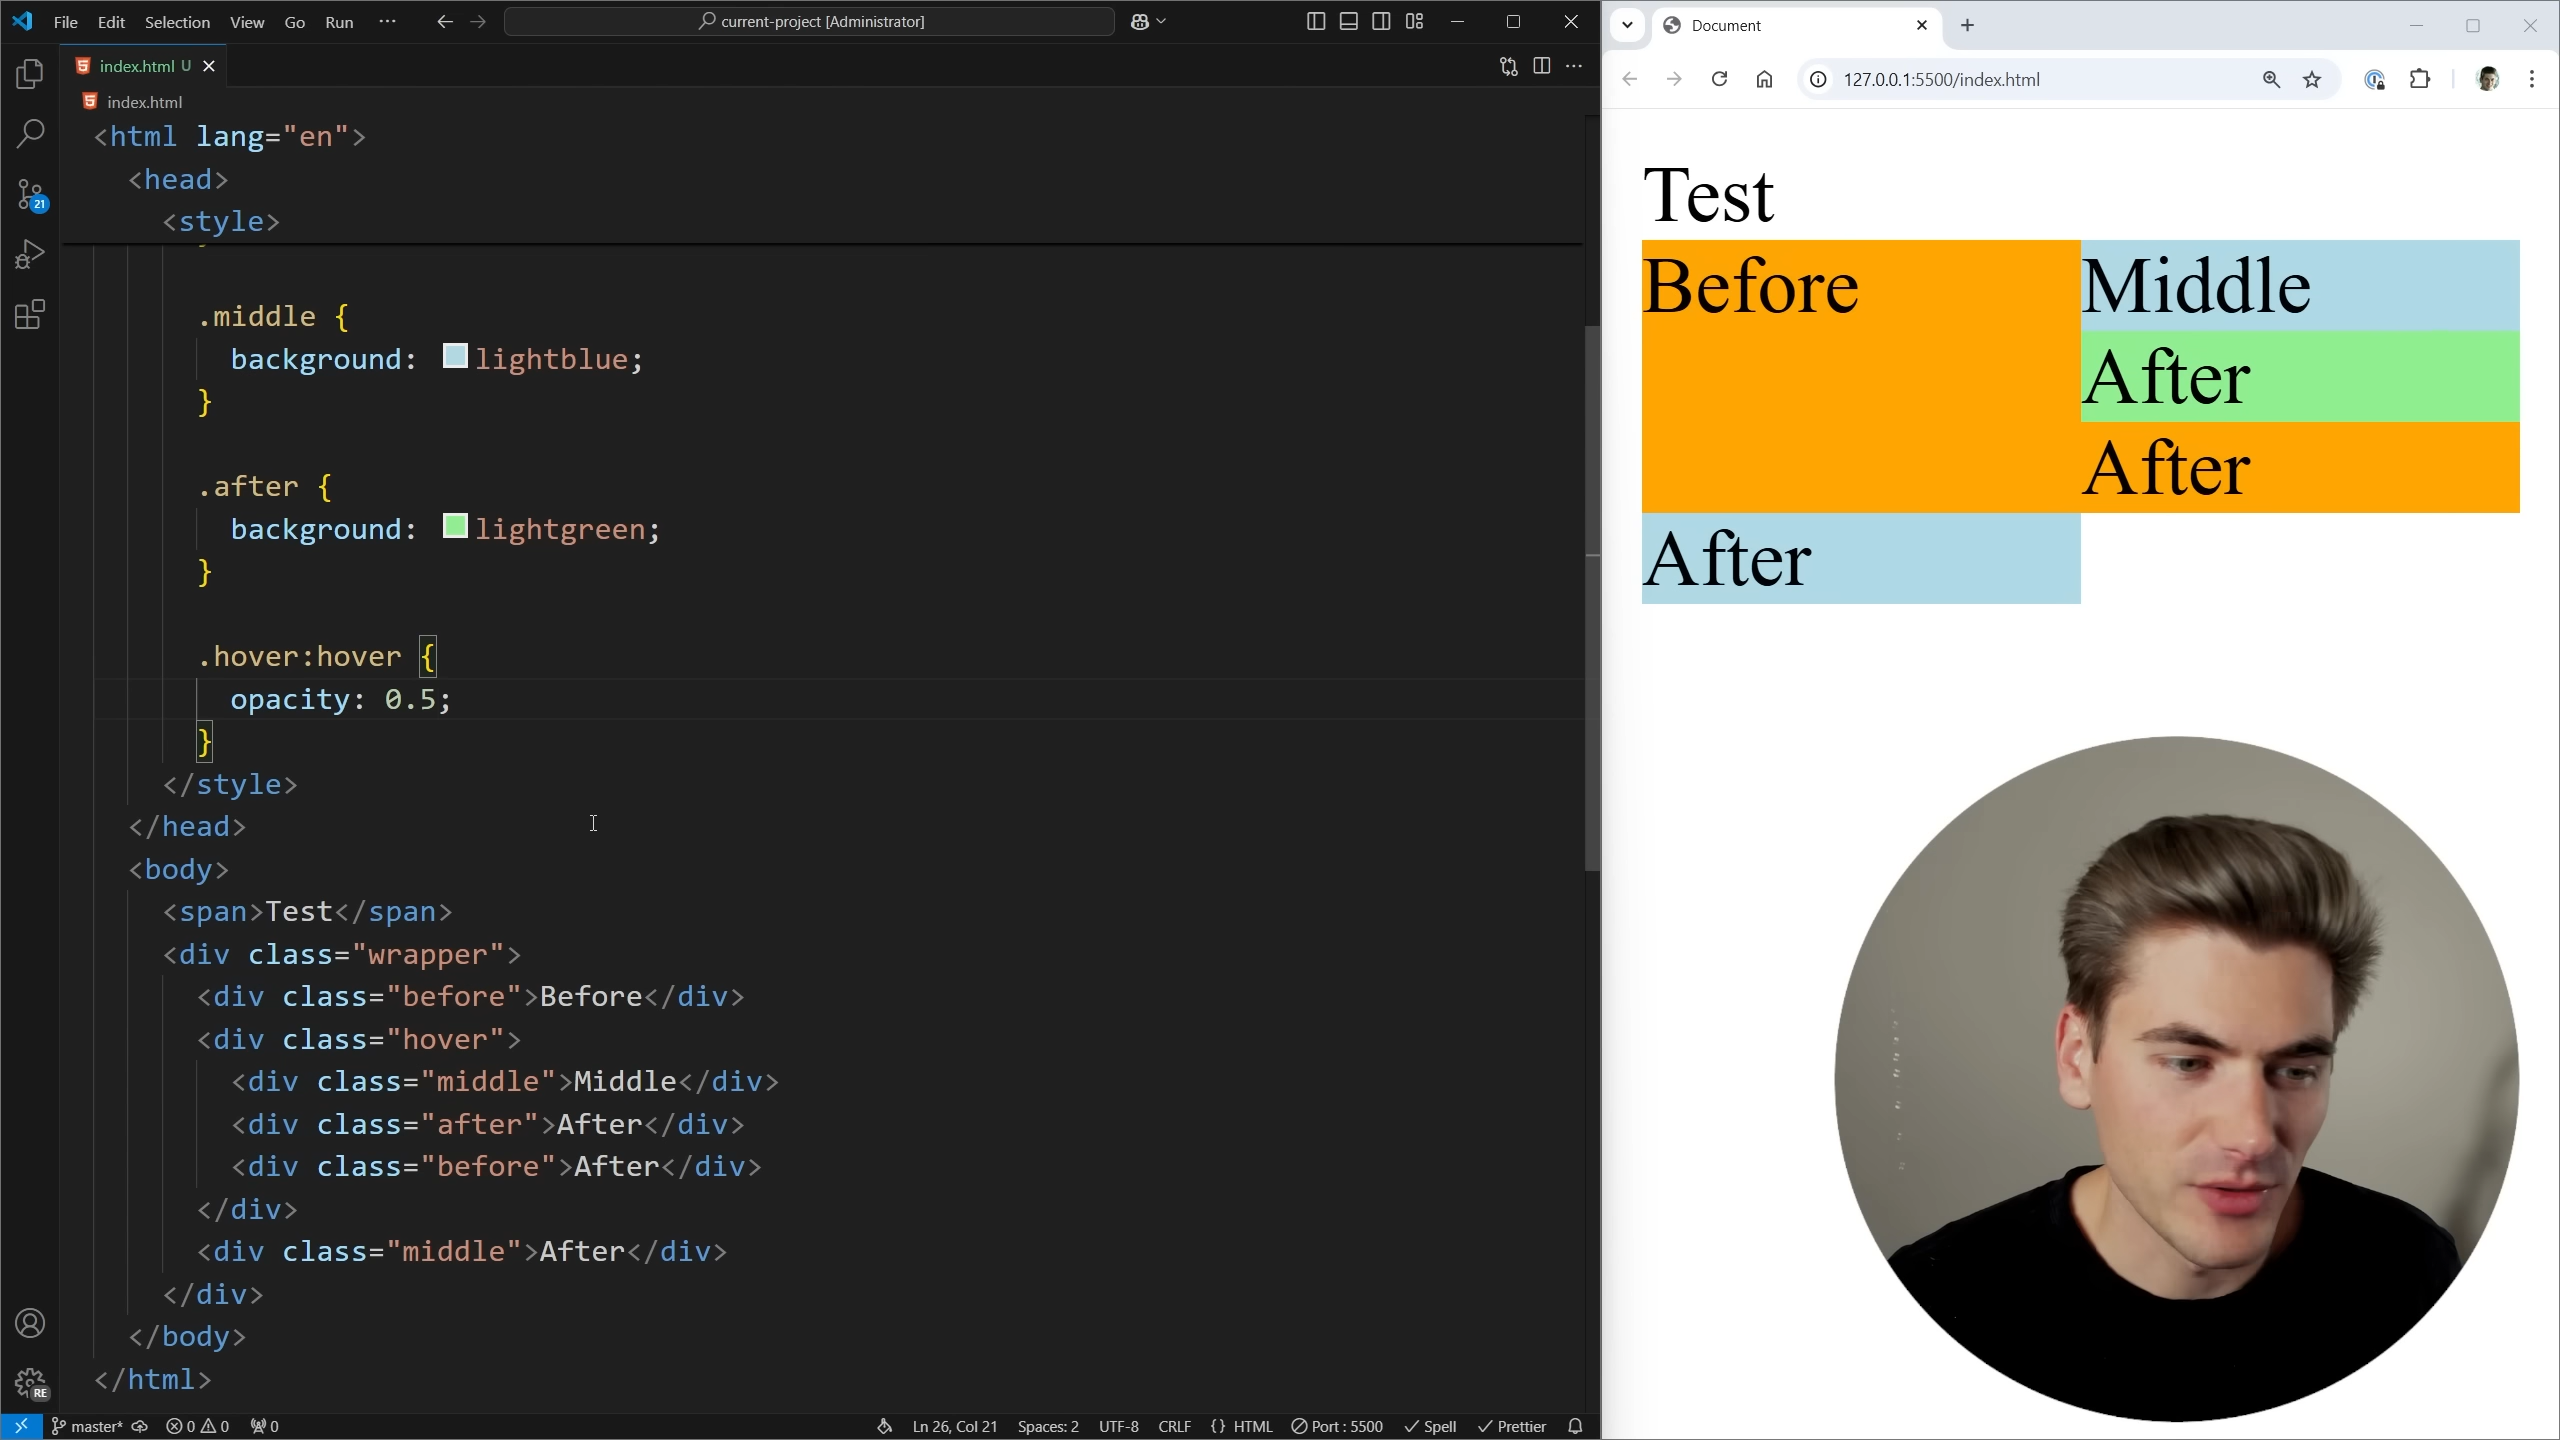 File Edit Selection View Go Run ··· current-project [Administrator]
index.html U
index.html
<html lang="en">
<head>
<style>
.middle {
background: lightblue;
}
.after {
background: lightgreen;
}
.hover:hover {
opacity: 0.5;
}
</style>
</head>
<body>
<span>Test</span>
<div class="wrapper">
<div class="before">Before</div>
<div class="hover">
<div class="middle">Middle</div>
<div class="after">After</div>
<div class="before">After</div>
</div>
<div class="middle">After</div>
</div>
</body>
</html>
21
RE
master* 0 0 0 Ln 26, Col 21 Spaces: 2 UTF-8 CRLF {} HTML Port : 5500 Spell Prettier
Document
127.0.0.1:5500/index.html
Test
Before Middle
After
After
After